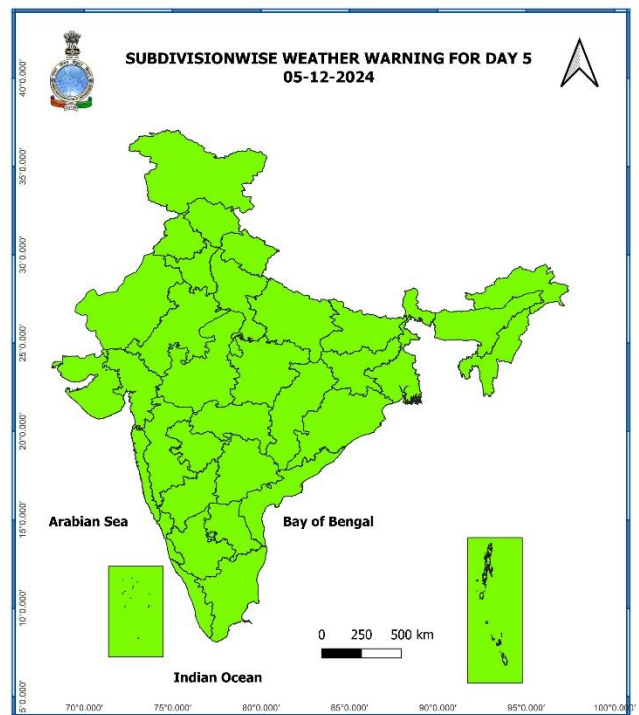 SUBDIVISIONWISE WEATHER WARNING FOR DAY 5
05-12-2024
40°0.000'
35°0.000'
30°0.000'
25°0.000'
20°0.000'
15°0.000'
10°0.000'
5°0.000'
Arabian Sea
Bay of Bengal
0 250 500 km
Indian Ocean
70°0.000' 75°0.000' 80°0.000' 85°0.000' 90°0.000' 95°0.000' 100°0.000'